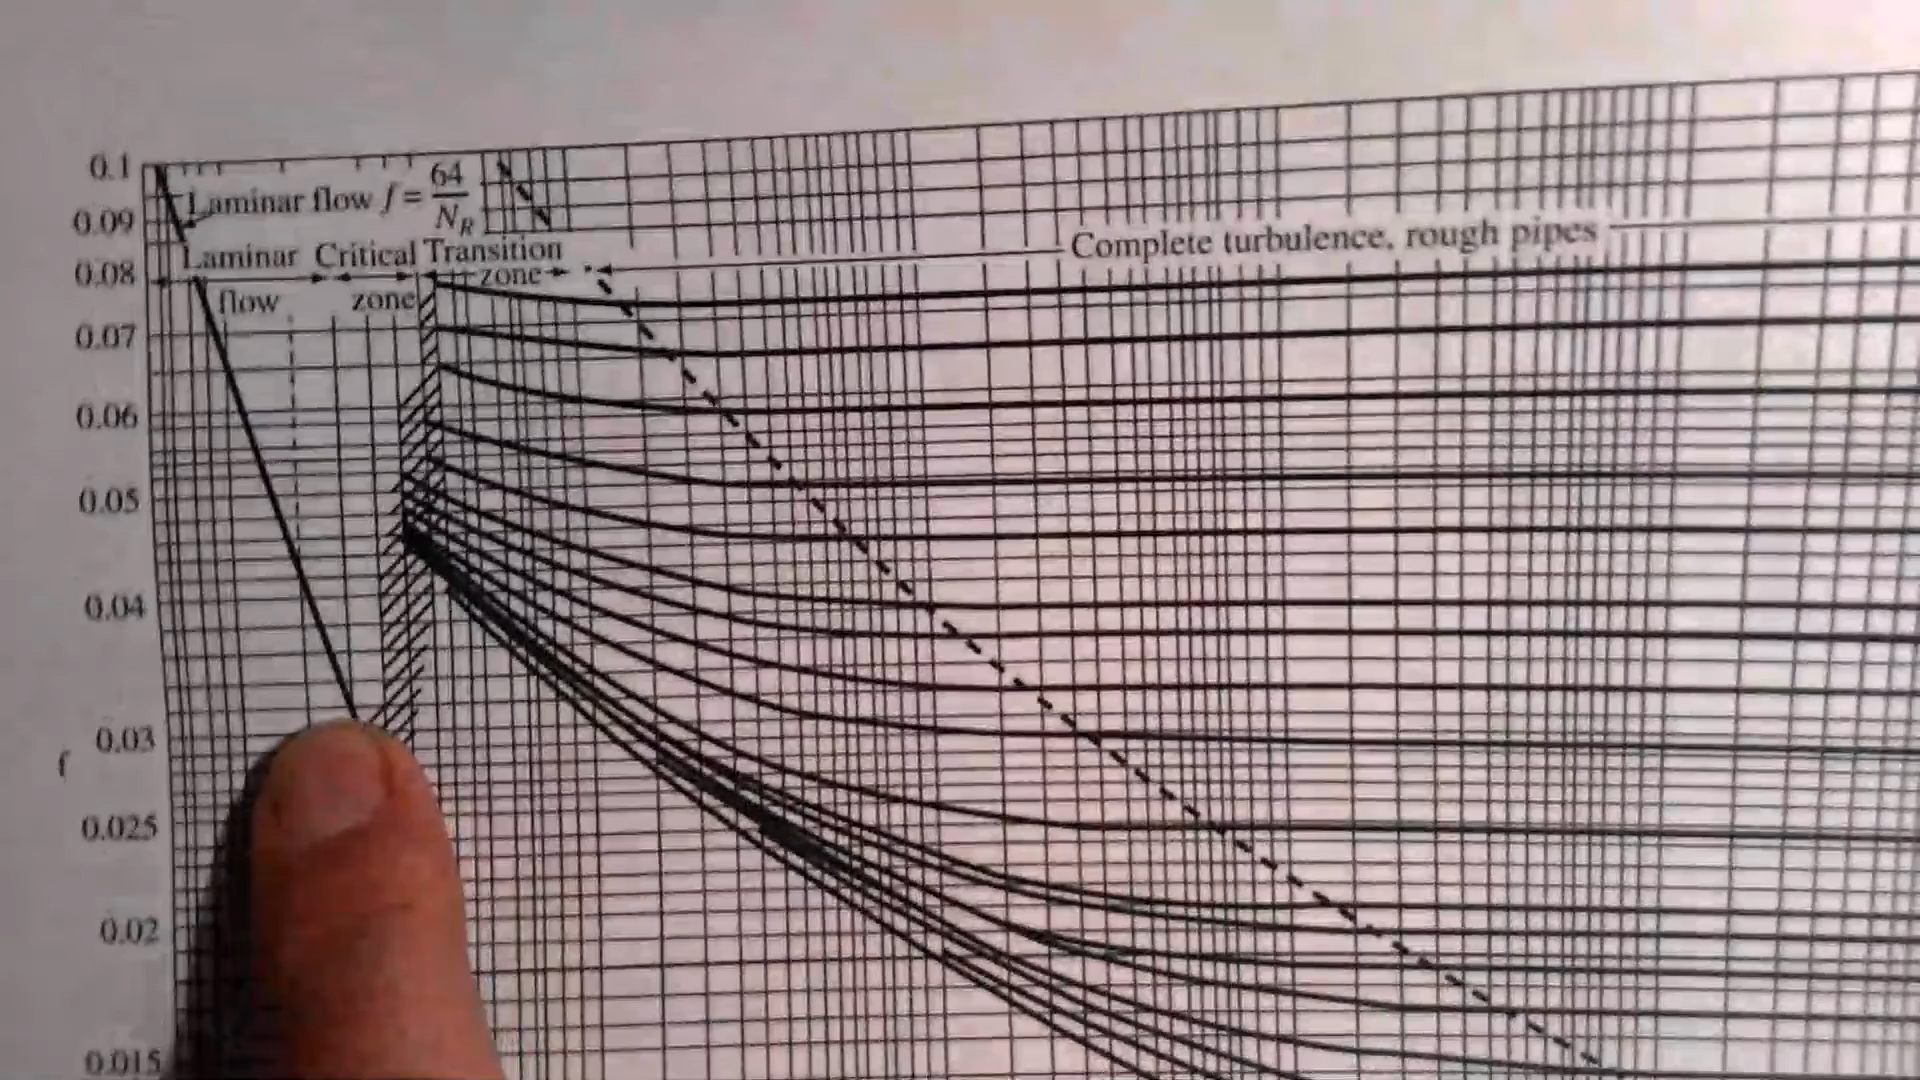 0.1
0.09
0.08
0.07
0.06
0.05
0.04
0.03
f
0.025
0.02
0.015
Laminar flow f = 64/N_R
Laminar flow
Critical zone
Transition zone
Complete turbulence, rough pipes